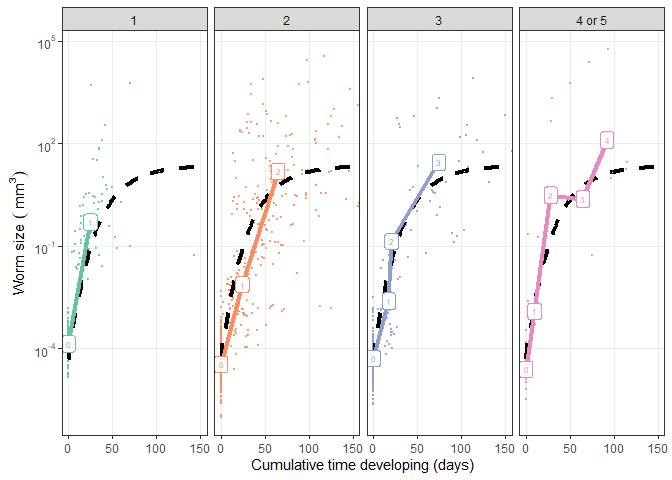 1 2 3 4 or 5
10^5
10^2
10^-1
10^-4
Worm size ( mm^3)
0 1
0 1 2
0 1 2 3
0 1 2 3 4
0 50 100 150 0 50 100 150 0 50 100 150 0 50 100 150
Cumulative time developing (days)